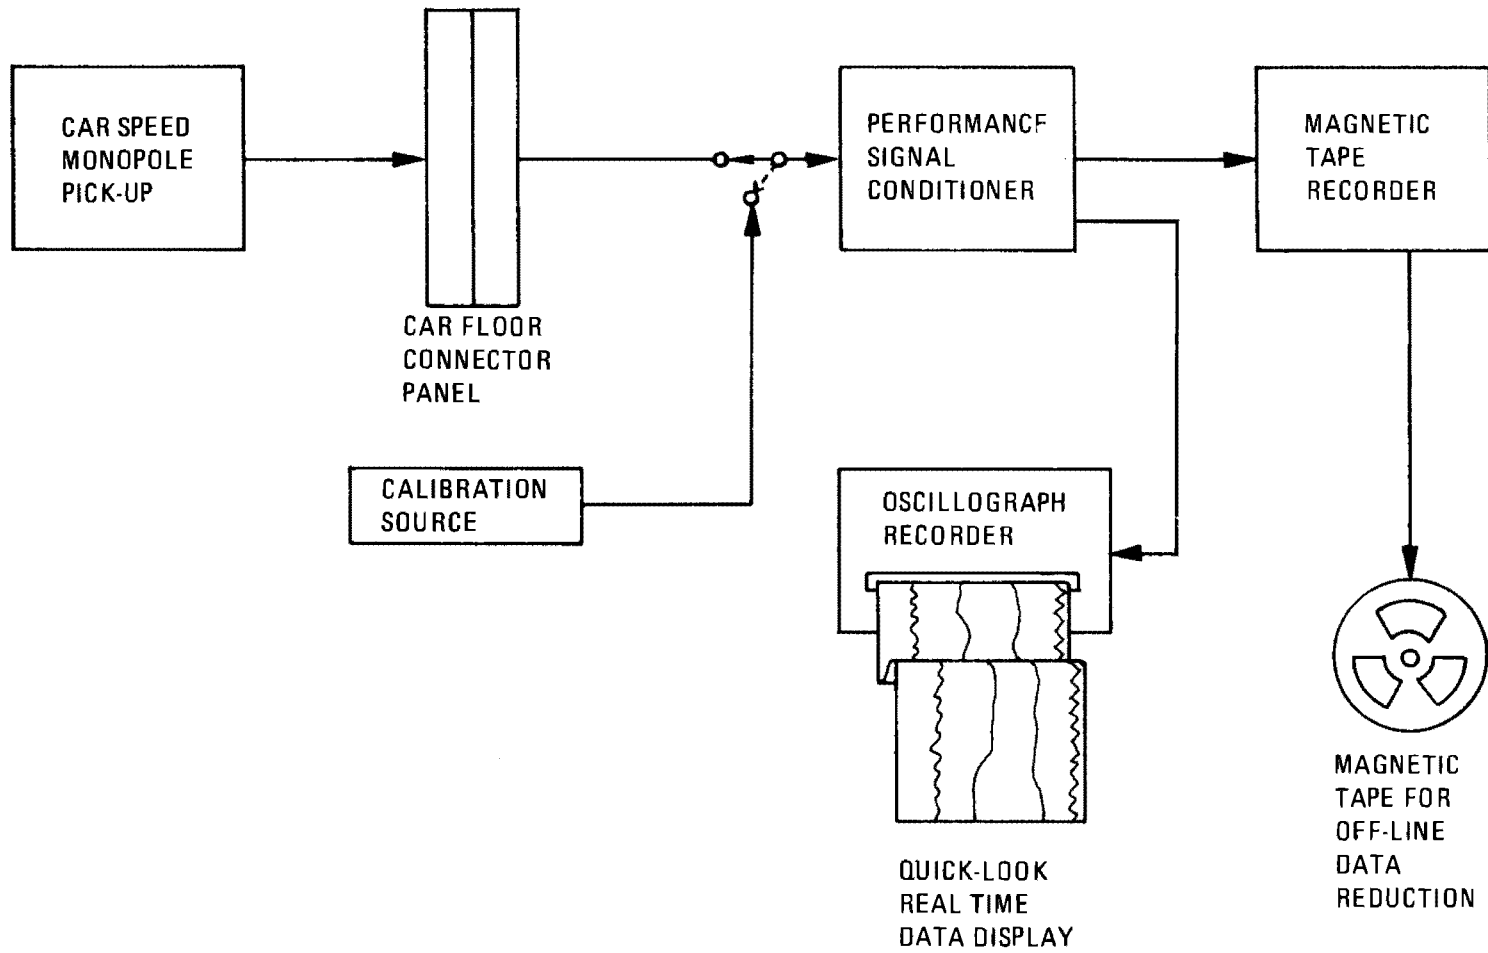 CAR SPEED
MONOPOLE
PICK-UP
CAR FLOOR
CONNECTOR
PANEL
CALIBRATION
SOURCE
PERFORMANCE
SIGNAL
CONDITIONER
MAGNETIC
TAPE
RECORDER
OSCILLOGRAPH
RECORDER
QUICK-LOOK
REAL TIME
DATA DISPLAY
MAGNETIC
TAPE FOR
OFF-LINE
DATA
REDUCTION